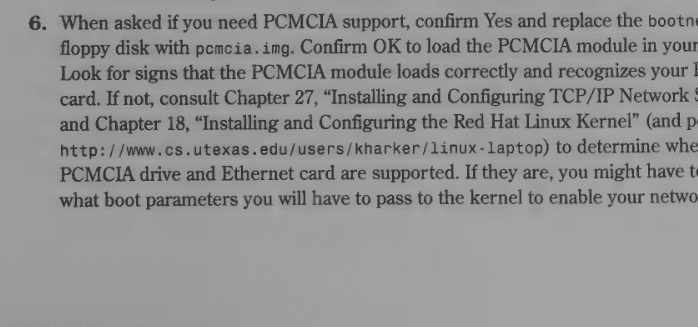 6. When asked if you need PCMCIA support, confirm Yes and replace the bootne
floppy disk with pcmcia.img. Confirm OK to load the PCMCIA module in your
Look for signs that the PCMCIA module loads correctly and recognizes your
card. If not, consult Chapter 27, “Installing and Configuring TCP/IP Network
and Chapter 18, “Installing and Configuring the Red Hat Linux Kernel” (and
http://www.cs.utexas.edu/users/kharker/linux-laptop) to determine whe
PCMCIA drive and Ethernet card are supported. If they are, you might have
what boot parameters you will have to pass to the kernel to enable your netwo